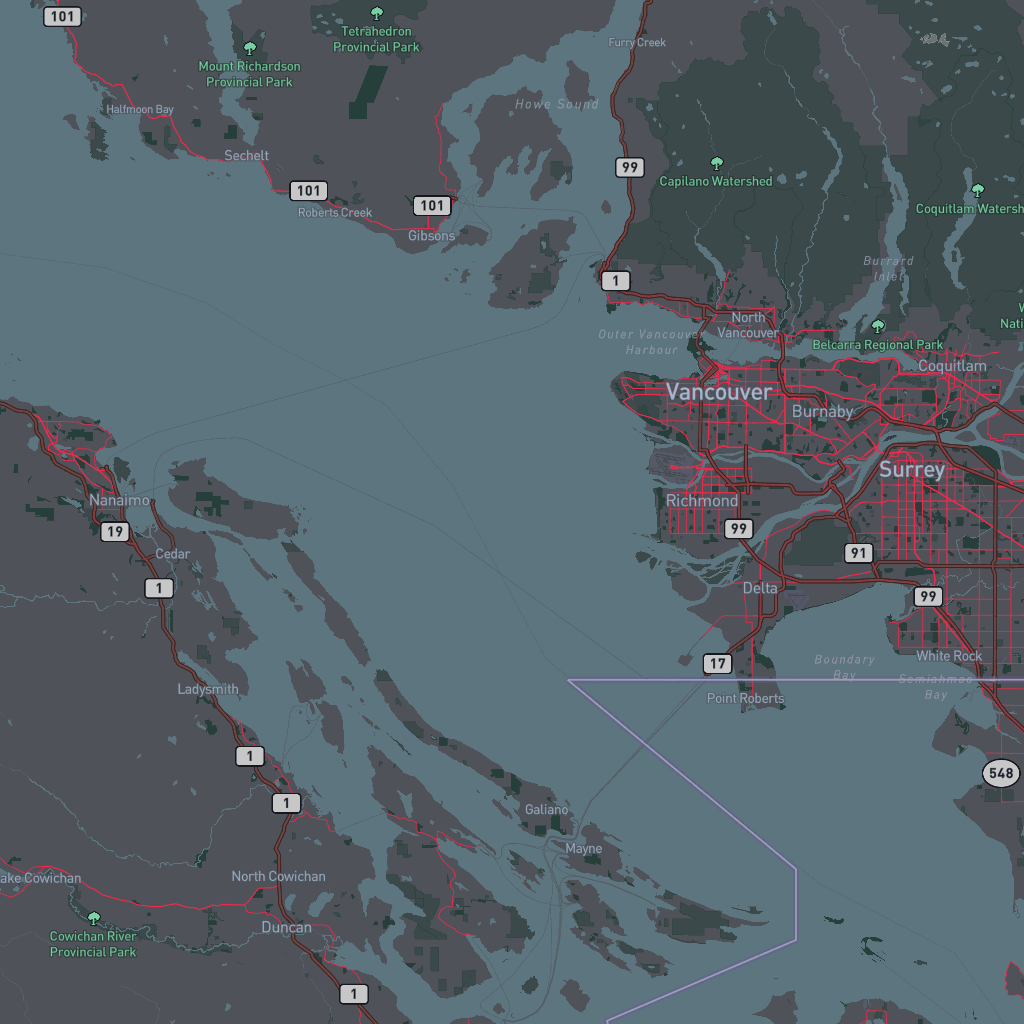 101
Tetrahedron
Provincial Park
Mount Richardson
Provincial Park
Furry Creek
Halfmoon Bay
Howe Sound
Sechelt
99
Capilano Watershed
101
101
Roberts Creek
Gibsons
Coquitlam Watersh
Burrard
Inlet
1
North
Vancouver
Outer Vancouver
Harbour
Belcarra Regional Park
W
Nati
Coquitlam
Vancouver
Burnaby
Surrey
Nanaimo
Richmond
19
99
Cedar
91
1
Delta
99
White Rock
17
Boundary
Bay
Semiahmoo
Bay
Ladysmith
Point Roberts
1
548
1
Galiano
Mayne
ake Cowichan
North Cowichan
Cowichan River
Provincial Park
Duncan
1